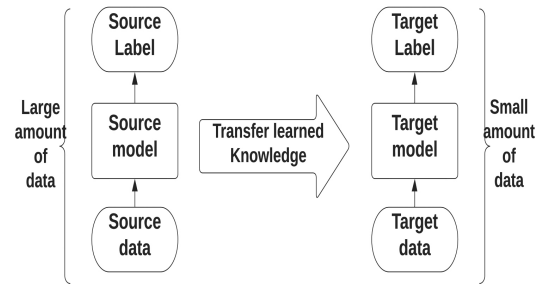 Source
Label
Target
Label
Large
amount
of
data
Source
model
Transfer learned
Knowledge
Target
model
Small
amount
of
data
Source
data
Target
data